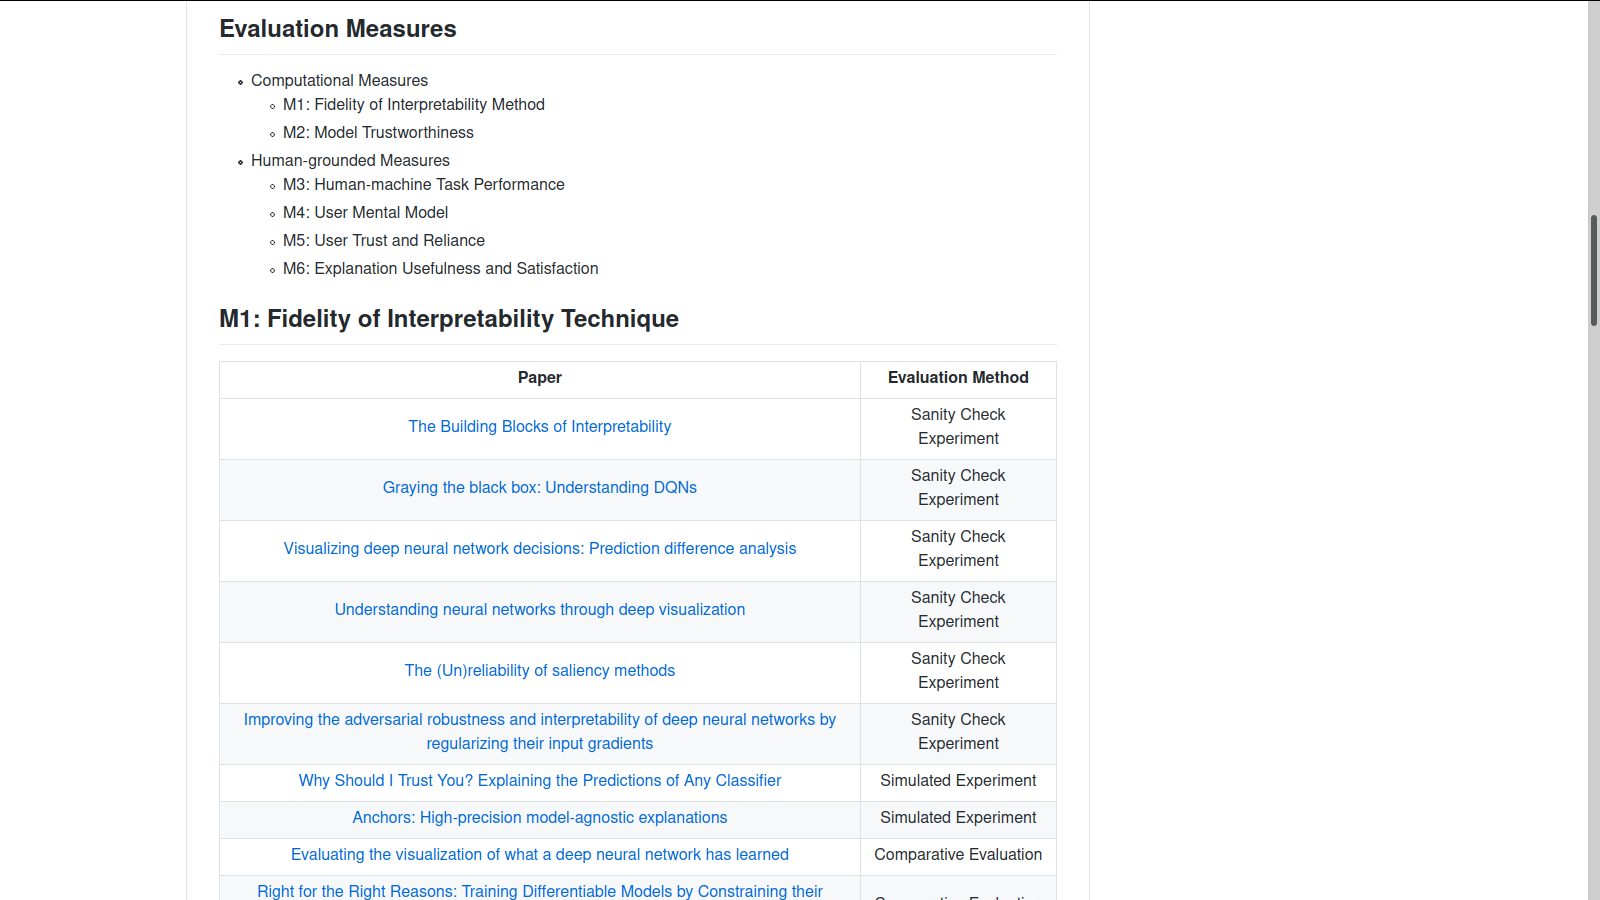 Evaluation Measures
Computational Measures
M1: Fidelity of Interpretability Method
M2: Model Trustworthiness
Human-grounded Measures
M3: Human-machine Task Performance
M4: User Mental Model
M5: User Trust and Reliance
M6: Explanation Usefulness and Satisfaction
M1: Fidelity of Interpretability Technique
Paper Evaluation Method
The Building Blocks of Interpretability
Sanity Check
Experiment
Graying the black box: Understanding DQNs
Sanity Check
Experiment
Visualizing deep neural network decisions: Prediction difference analysis
Sanity Check
Experiment
Understanding neural networks through deep visualization
Sanity Check
Experiment
The (Un)reliability of saliency methods
Sanity Check
Experiment
Improving the adversarial robustness and interpretability of deep neural networks by
regularizing their input gradients
Sanity Check
Experiment
Why Should I Trust You? Explaining the Predictions of Any Classifier Simulated Experiment
Anchors: High-precision model-agnostic explanations Simulated Experiment
Evaluating the visualization of what a deep neural network has learned Comparative Evaluation
Right for the Right Reasons: Training Differentiable Models by Constraining their